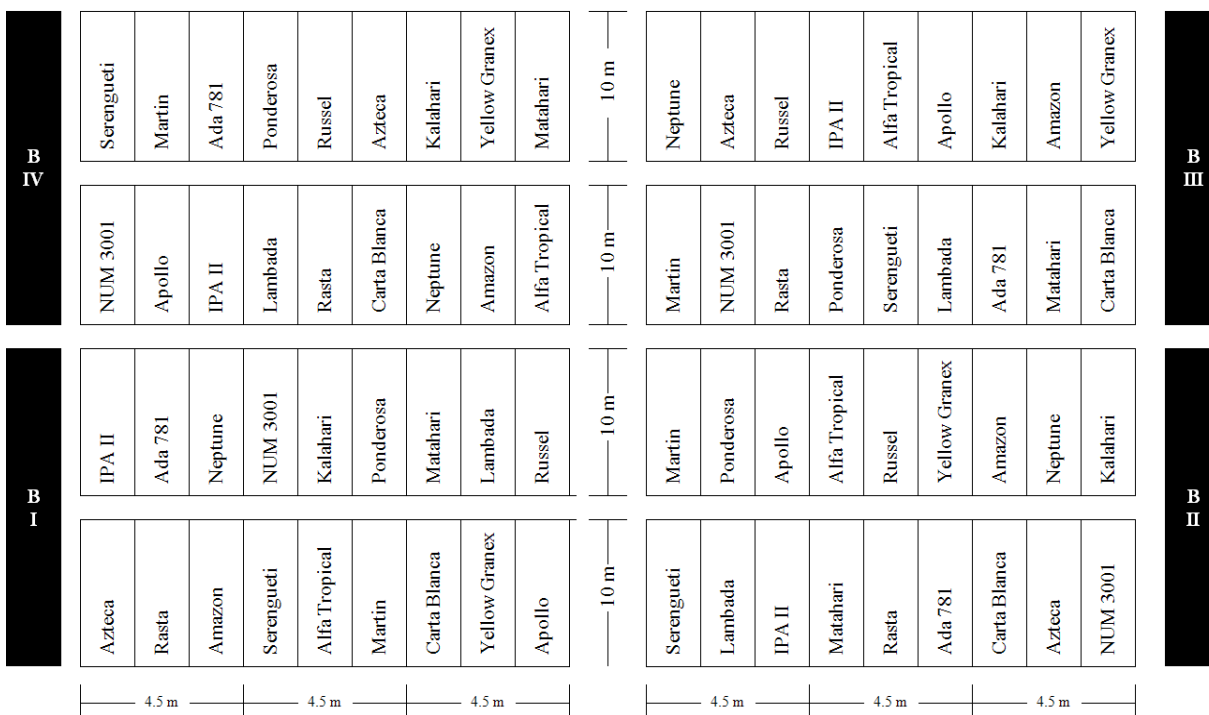 B
IV
Serengueti
Martin
Ada 781
Ponderosa
Russel
Azteca
Kalahari
Yellow Granex
Matahari
10 m
Neptune
Azteca
Russel
IPA II
Alfa Tropical
Apollo
Kalahari
Amazon
Yellow Granex
B
III
NUM 3001
Apollo
IPA II
Lambada
Rasta
Carta Blanca
Neptune
Amazon
Alfa Tropical
10 m
Martin
NUM 3001
Rasta
Ponderosa
Serengueti
Lambada
Ada 781
Matahari
Carta Blanca
B
I
IPA II
Ada 781
Neptune
NUM 3001
Kalahari
Ponderosa
Matahari
Lambada
Russel
10 m
Martin
Ponderosa
Apollo
Alfa Tropical
Russel
Yellow Granex
Amazon
Neptune
Kalahari
B
II
Azteca
Rasta
Amazon
Serengueti
Alfa Tropical
Martin
Carta Blanca
Yellow Granex
Apollo
10 m
Serengueti
Lambada
IPA II
Matahari
Rasta
Ada 781
Carta Blanca
Azteca
NUM 3001
4.5 m
4.5 m
4.5 m
4.5 m
4.5 m
4.5 m